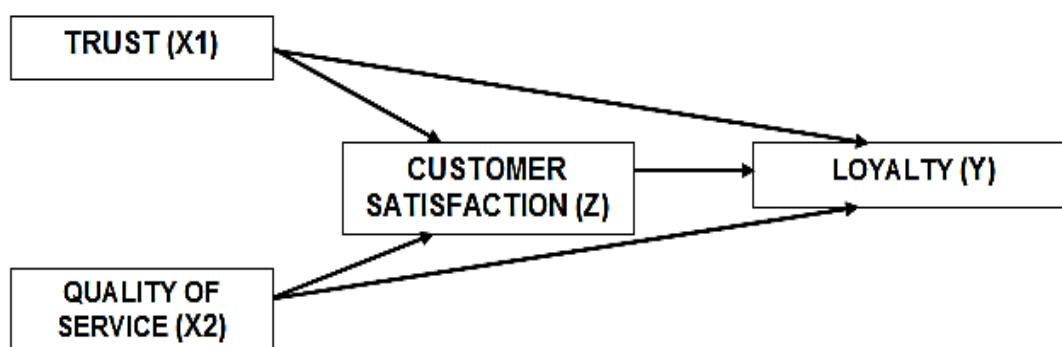 TRUST (X1)
CUSTOMER
SATISFACTION (Z)
LOYALTY (Y)
QUALITY OF
SERVICE (X2)